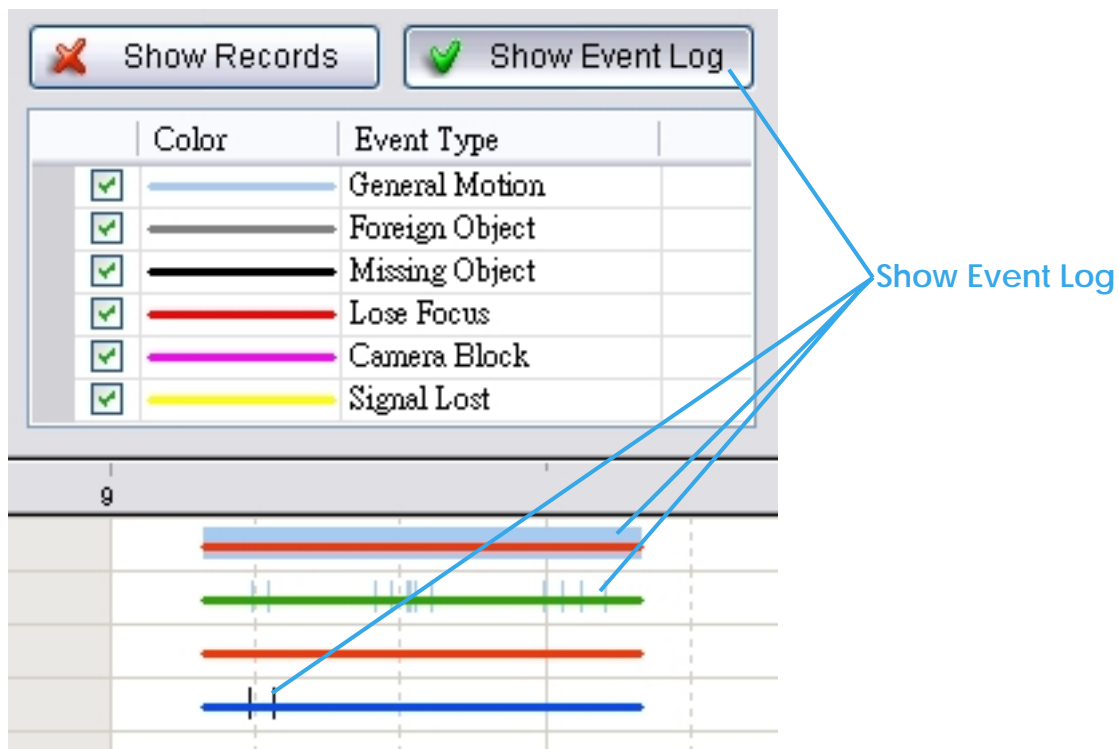 Show Records Show Event Log
Color Event Type
General Motion
Foreign Object
Missing Object
Show Event Log
Lose Focus
Camera Block
Signal Lost
9